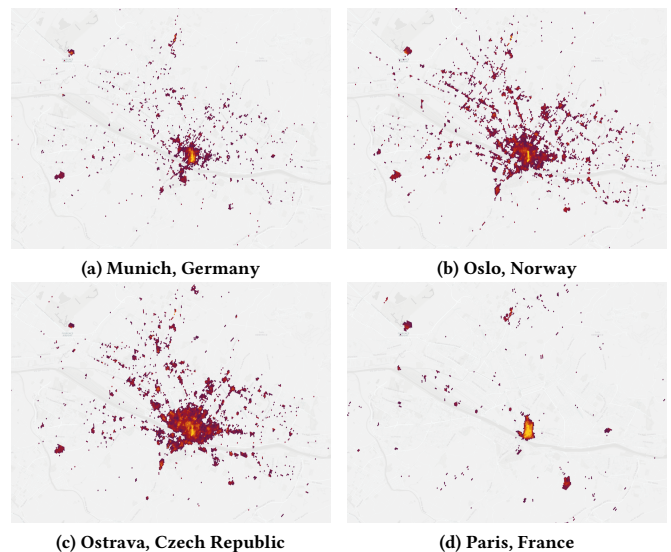 (a) Munich, Germany
(b) Oslo, Norway
(c) Ostrava, Czech Republic
(d) Paris, France